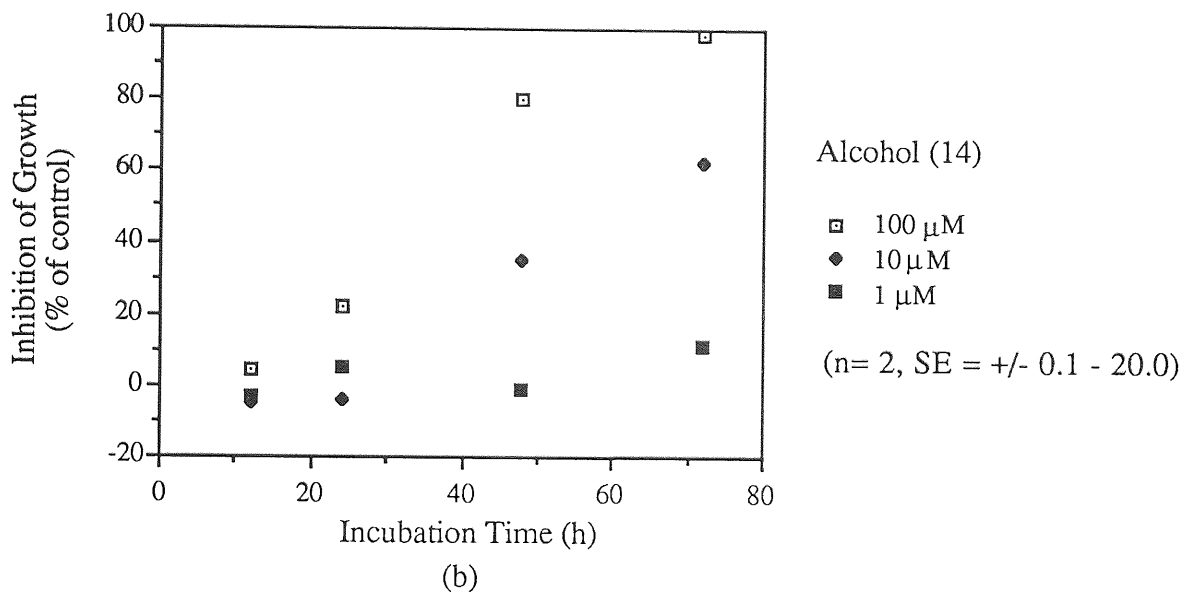 Inhibition of Growth
(% of control)
100
80
60
40
20
0
-20
0
20
40
60
80
Incubation Time (h)
(b)
Alcohol (14)
100 μM
10 μM
1 μM
(n= 2, SE = +/- 0.1 - 20.0)